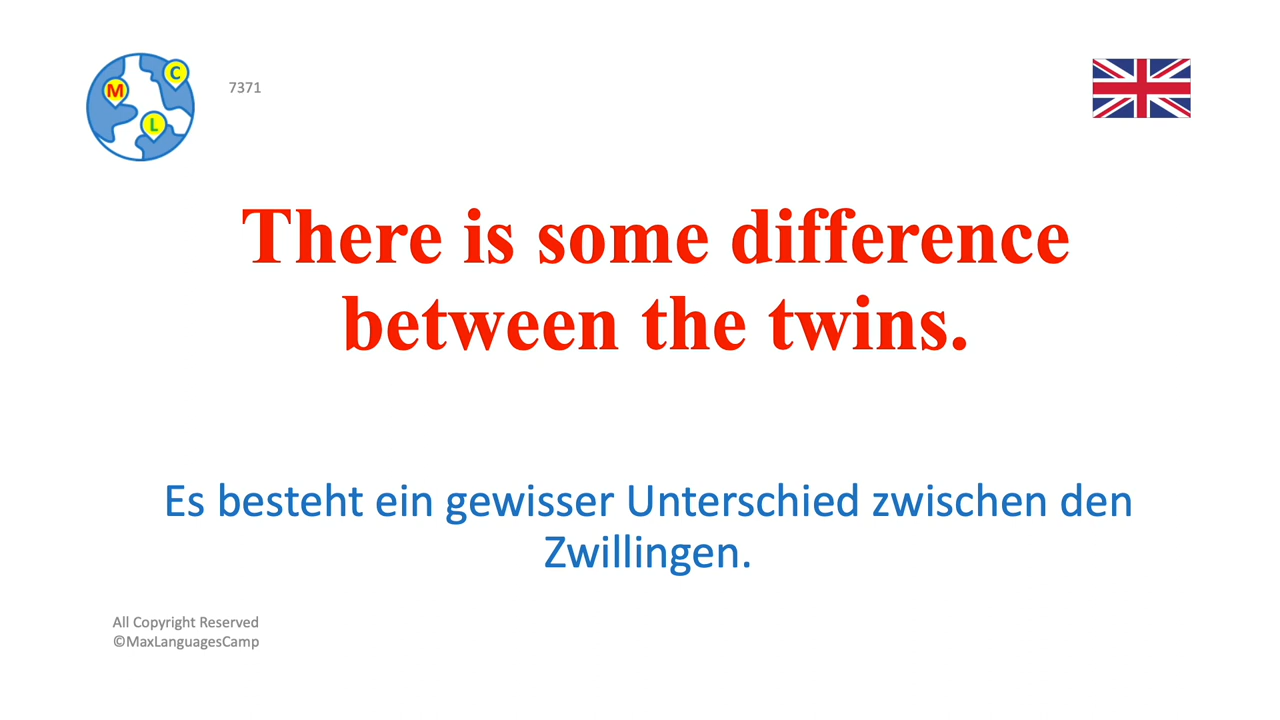 M
C
L
7371
There is some difference
between the twins.
Es besteht ein gewisser Unterschied zwischen den
Zwillingen.
All Copyright Reserved
©MaxLanguagesCamp